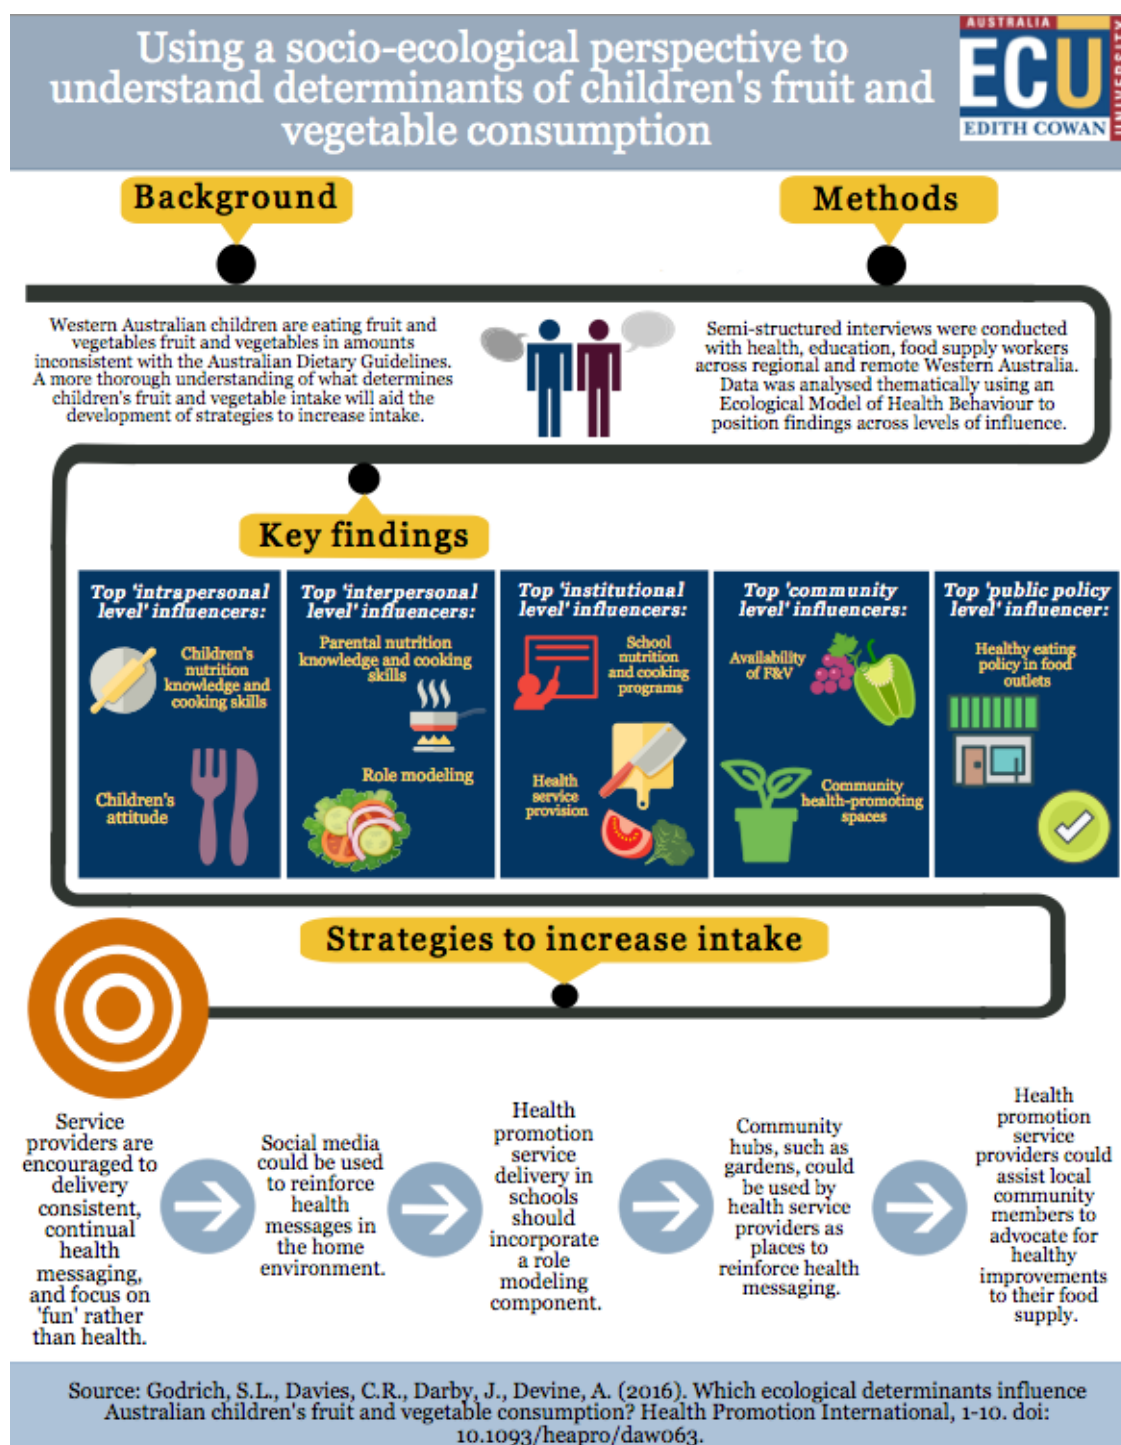 Using a socio-ecological perspective to
understand determinants of children's fruit and
vegetable consumption
AUSTRALIA
ECU
EDITH COWAN
UNIVERSITY
Background
Methods
Western Australian children are eating fruit and
vegetables fruit and vegetables in amounts
inconsistent with the Australian Dietary Guidelines.
A more thorough understanding of what determines
children's fruit and vegetable intake will aid the
development of strategies to increase intake.
Semi-structured interviews were conducted
with health, education, food supply workers
across regional and remote Western Australia.
Data was analysed thematically using an
Ecological Model of Health Behaviour to
position findings across levels of influence.
Key findings
Top 'intrapersonal
level' influencers:
Children's
nutrition
knowledge and
cooking skills
Children's
attitude
Top 'interpersonal
level' influencers:
Parental nutrition
knowledge and cooking
skills
Role modeling
Top 'institutional
level' influencers:
School
nutrition
and cooking
programs
Health
service
provision
Top 'community
level' influencers:
Availability
of F&V
Community
health-promoting
spaces
Top 'public policy
level' influencer:
Healthy eating
policy in food
outlets
Strategies to increase intake
Service
providers are
encouraged to
delivery
consistent,
continual
health
messaging,
and focus on
'fun' rather
than health.
Social media
could be used
to reinforce
health
messages in
the home
environment.
Health
promotion
service
delivery in
schools
should
incorporate
a role
modeling
component.
Community
hubs, such as
gardens, could
be used by
health service
providers as
places to
reinforce health
messaging.
Health
promotion
service
providers could
assist local
community
members to
advocate for
healthy
improvements
to their food
supply.
Source: Godrich, S.L., Davies, C.R., Darby, J., Devine, A. (2016). Which ecological determinants influence
Australian children's fruit and vegetable consumption? Health Promotion International, 1-10. doi:
10.1093/heapro/daw063.